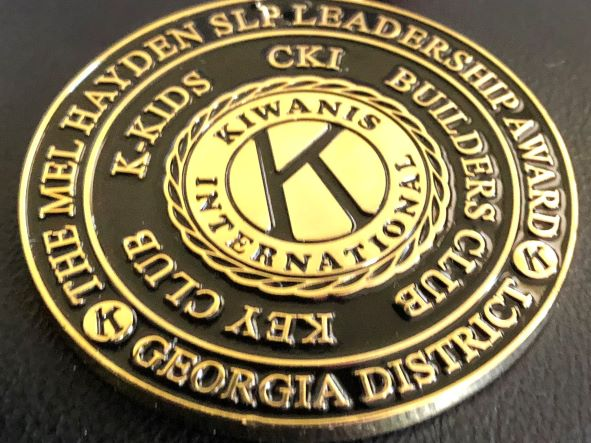 THE MEL HAYDEN SLP LEADERSHIP AWARD
K
GEORGIA DISTRICT
K
K-KIDS
CKI
BUILDERS CLUB
KEY CLUB
KIWANIS
K
INTERNATIONAL